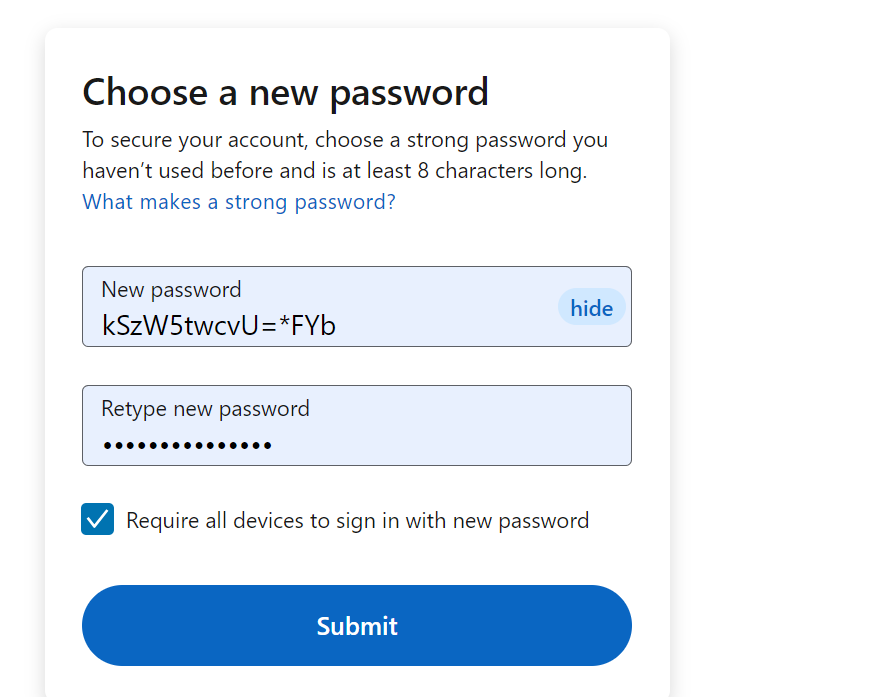 Choose a new password
To secure your account, choose a strong password you
haven’t used before and is at least 8 characters long.
What makes a strong password?
New password
kSzW5twcvU=*FYb
hide
Retype new password
•••••••••••••••
Require all devices to sign in with new password
Submit